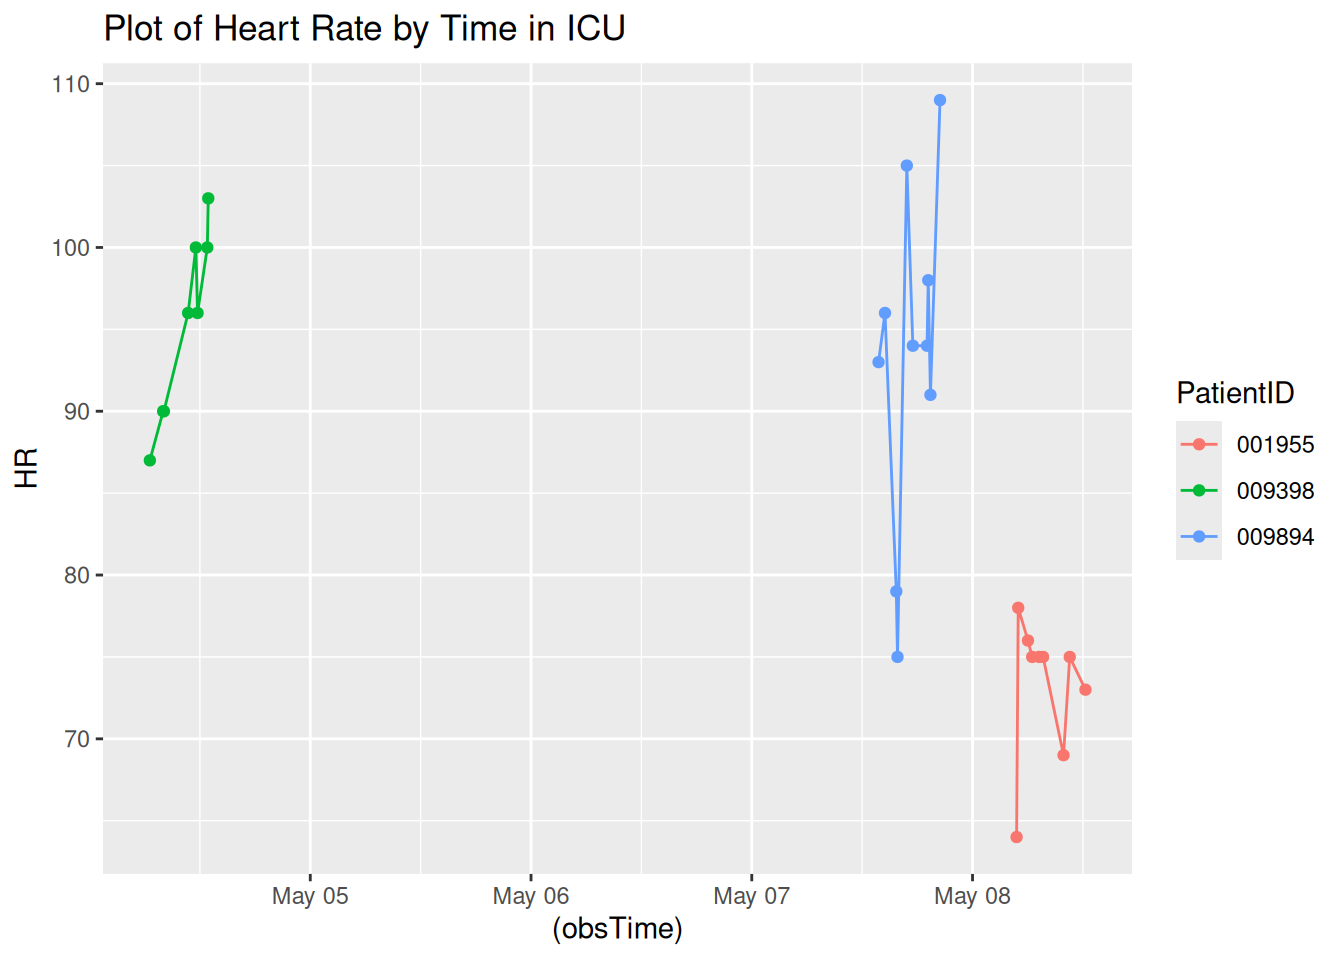 Plot of Heart Rate by Time in ICU
110
100
90
80
70
HR
May 05 May 06 May 07 May 08
(obsTime)
PatientID
001955
009398
009894